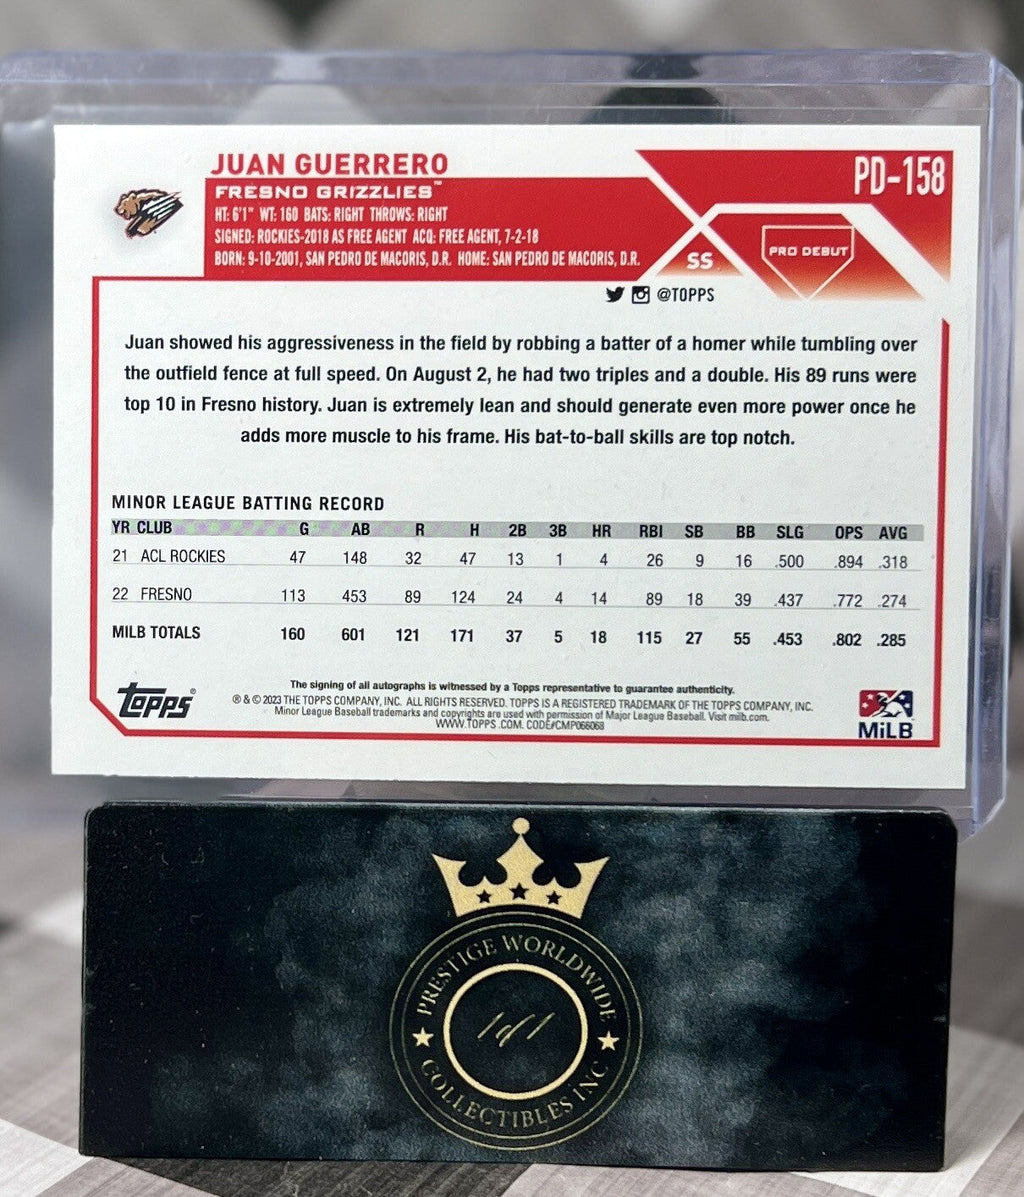 JUAN GUERRERO
PD-158
FRESNO GRIZZLIES™
HT: 6'1" WT: 160 BATS: RIGHT THROWS: RIGHT
SIGNED: ROCKIES-2018 AS FREE AGENT ACQ: FREE AGENT, 7-2-18
BORN: 9-10-2001, SAN PEDRO DE MACORIS, D.R. HOME: SAN PEDRO DE MACORIS, D.R.
SS
PRO DEBUT
@TOPPS
Juan showed his aggressiveness in the field by robbing a batter of a homer while tumbling over
the outfield fence at full speed. On August 2, he had two triples and a double. His 89 runs were
top 10 in Fresno history. Juan is extremely lean and should generate even more power once he
adds more muscle to his frame. His bat-to-ball skills are top notch.
MINOR LEAGUE BATTING RECORD
YR CLUB G AB R H 2B 3B HR RBI SB BB SLG OPS AVG
21 ACL ROCKIES 47 148 32 47 13 1 4 26 9 16 .500 .894 .318
22 FRESNO 113 453 89 124 24 4 14 89 18 39 .437 .772 .274
MILB TOTALS 160 601 121 171 37 5 18 115 27 55 .453 .802 .285
Topps®
The signing of all autographs is witnessed by a Topps representative to guarantee authenticity.
® & © 2023 THE TOPPS COMPANY, INC. ALL RIGHTS RESERVED. TOPPS IS A REGISTERED TRADEMARK OF THE TOPPS COMPANY, INC.
Minor League Baseball trademarks and copyrights are used with permission of Major League Baseball. Visit milb.com.
WWW.TOPPS.COM. CODE#CMP066068
MiLB
PRESTIGE WORLDWIDE
1of1
COLLECTIBLES INC